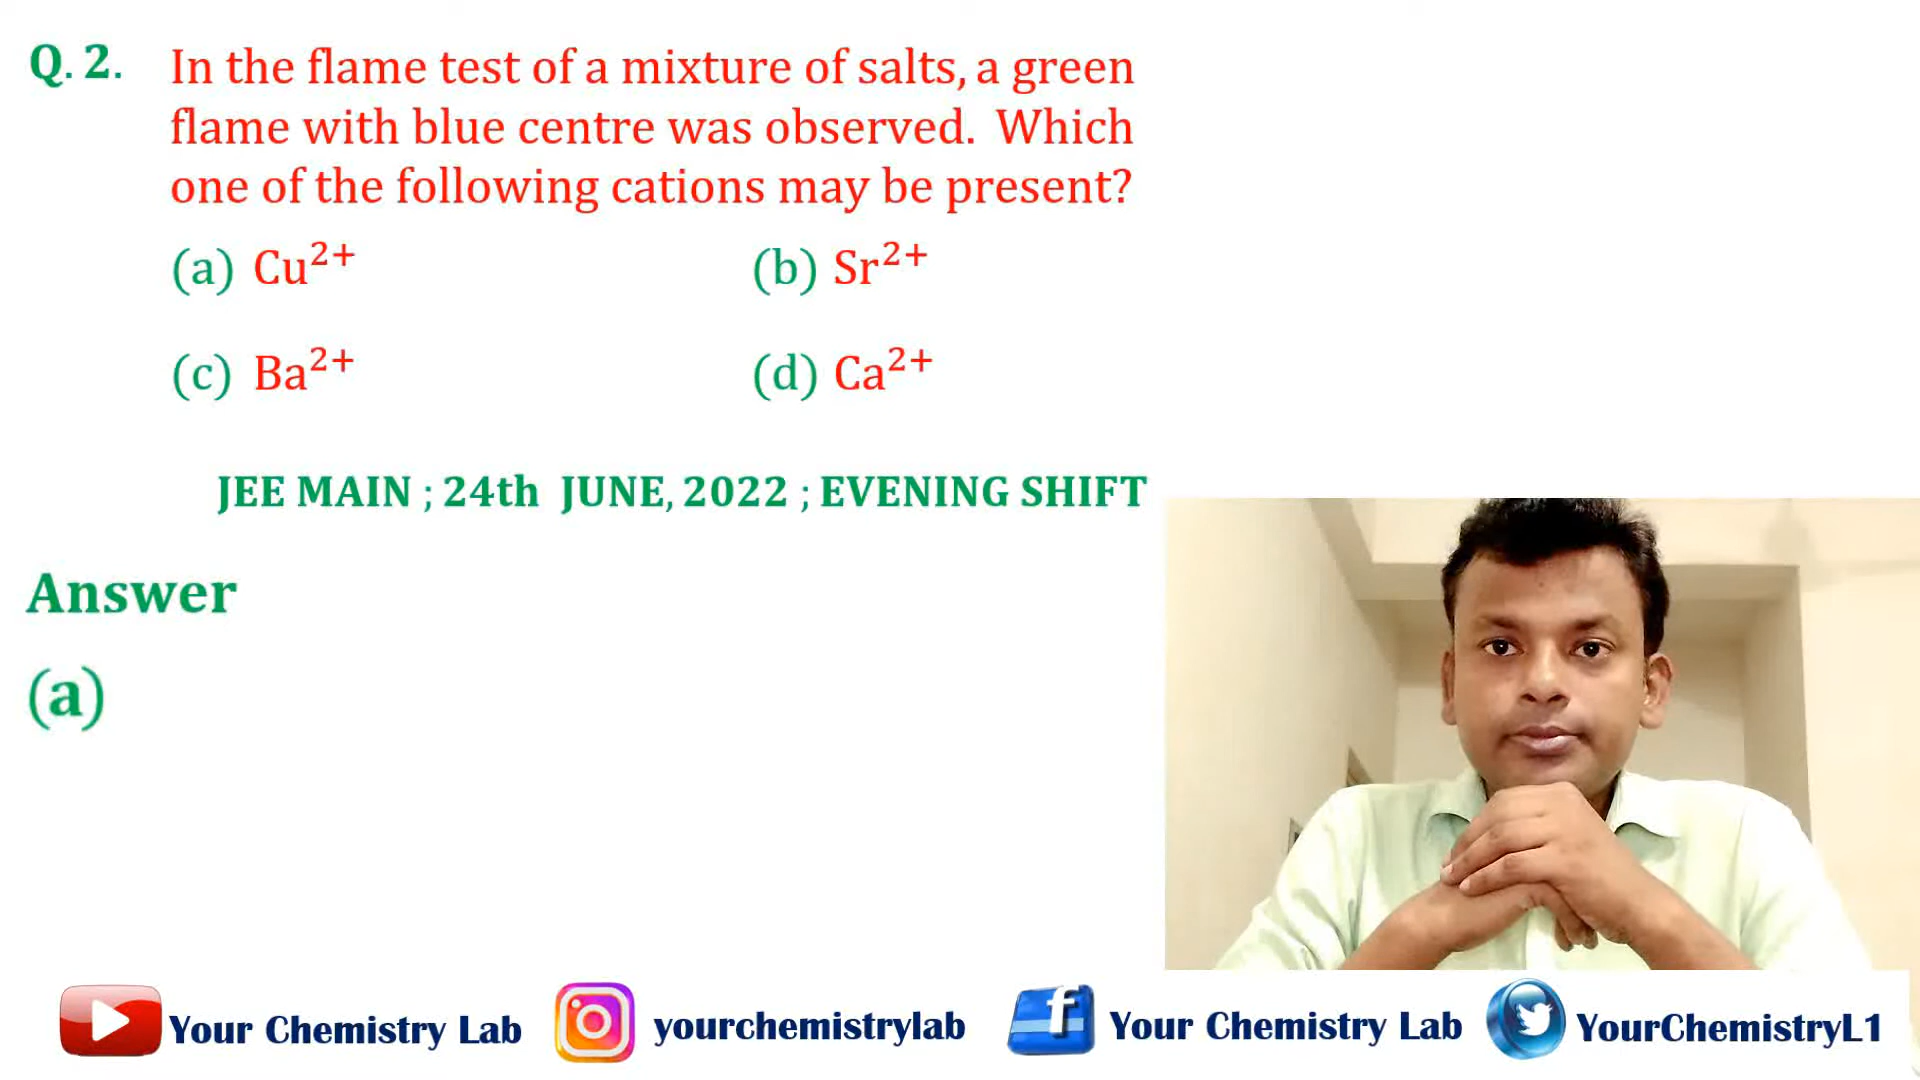 Q. 2. In the flame test of a mixture of salts, a green
flame with blue centre was observed. Which
one of the following cations may be present?
(a) Cu²⁺ (b) Sr²⁺
(c) Ba²⁺ (d) Ca²⁺
JEE MAIN ; 24th JUNE, 2022 ; EVENING SHIFT
Answer
(a)
Your Chemistry Lab yourchemistrylab f Your Chemistry Lab YourChemistryL1